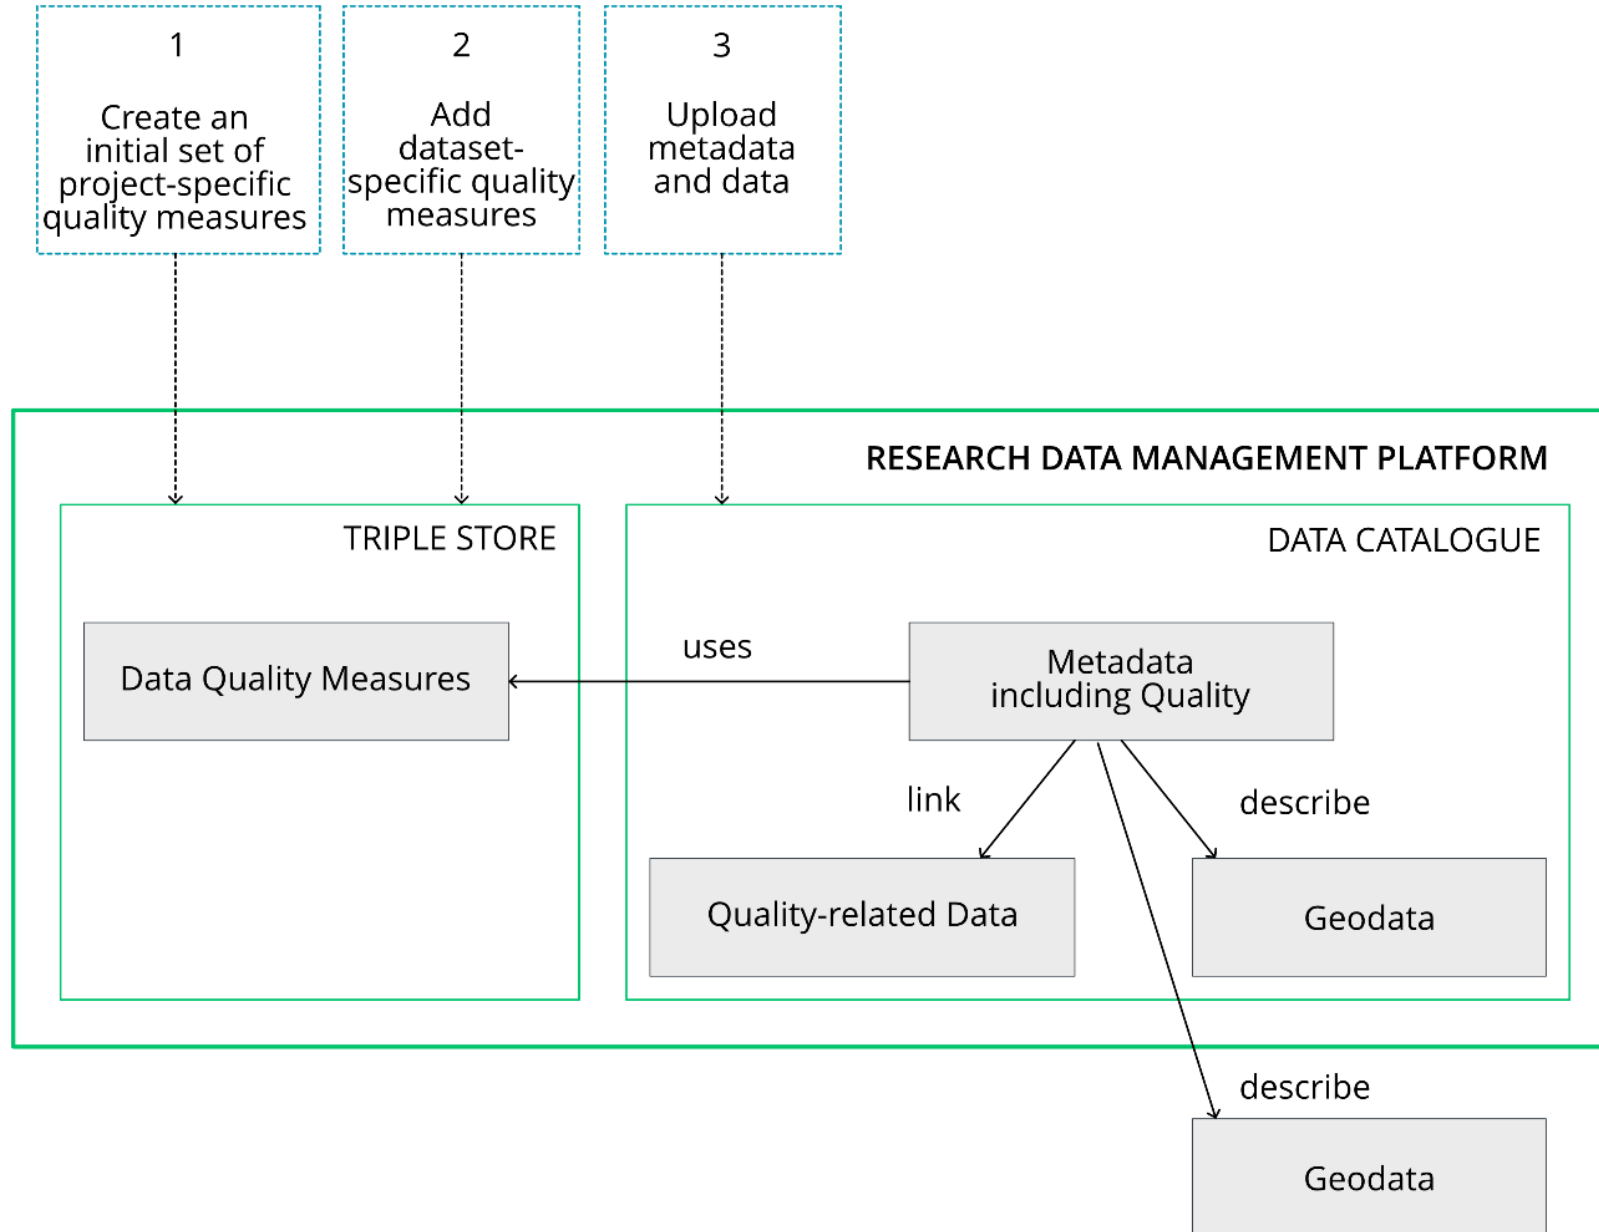 1
Create an
initial set of
project-specific
quality measures
2
Add
dataset-
specific quality
measures
3
Upload
metadata
and data
RESEARCH DATA MANAGEMENT PLATFORM
TRIPLE STORE
DATA CATALOGUE
Data Quality Measures
uses
Metadata
including Quality
link
describe
Quality-related Data
Geodata
describe
Geodata